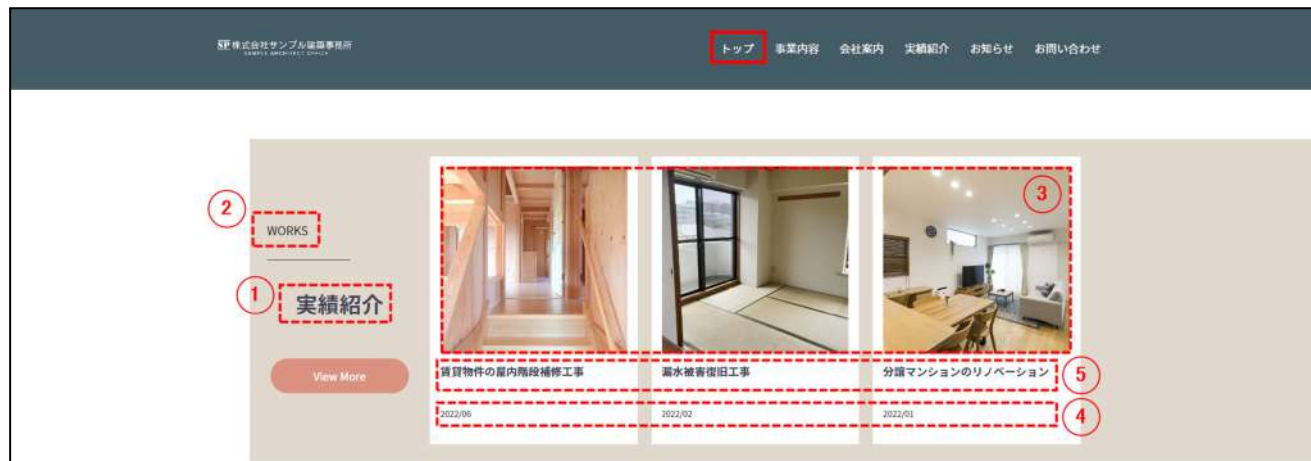 SP 株式会社サンプル建築事務所
SAMPLE ARCHITECT OFFICE
トップ 事業内容 会社案内 実績紹介 お知らせ お問い合わせ
② WORKS
① 実績紹介
View More
③
賃貸物件の屋内階段補修工事 漏水被害復旧工事 分譲マンションのリノベーション ⑤
2022/06 2022/02 2022/01 ④